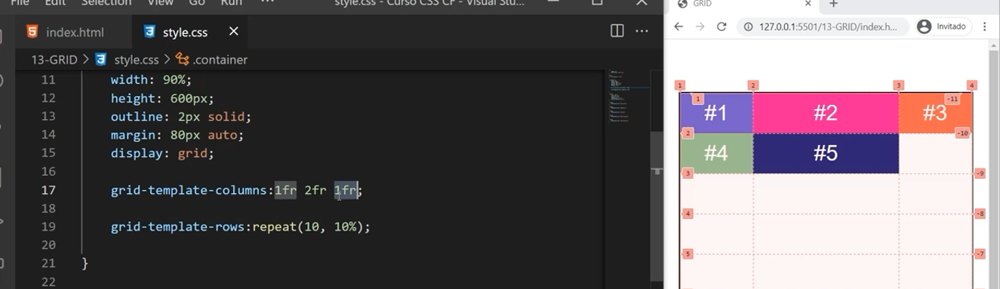 File Edit Selection View Go Run ... style.css - Curso CSS CF - Visual Stu...
index.html style.css
13-GRID > style.css > .container
11 width: 90%;
12 height: 600px;
13 outline: 2px solid;
14 margin: 80px auto;
15 display: grid;
16
17 grid-template-columns:1fr 2fr 1fr;
18
19 grid-template-rows:repeat(10, 10%);
20
21 }
22
GRID
127.0.0.1:5501/13-GRID/index.h... Invitado
1 2 3 4
1 -11
#1 #2 #3
2 -10
#4 #5
3 -9
4 -8
5 -7